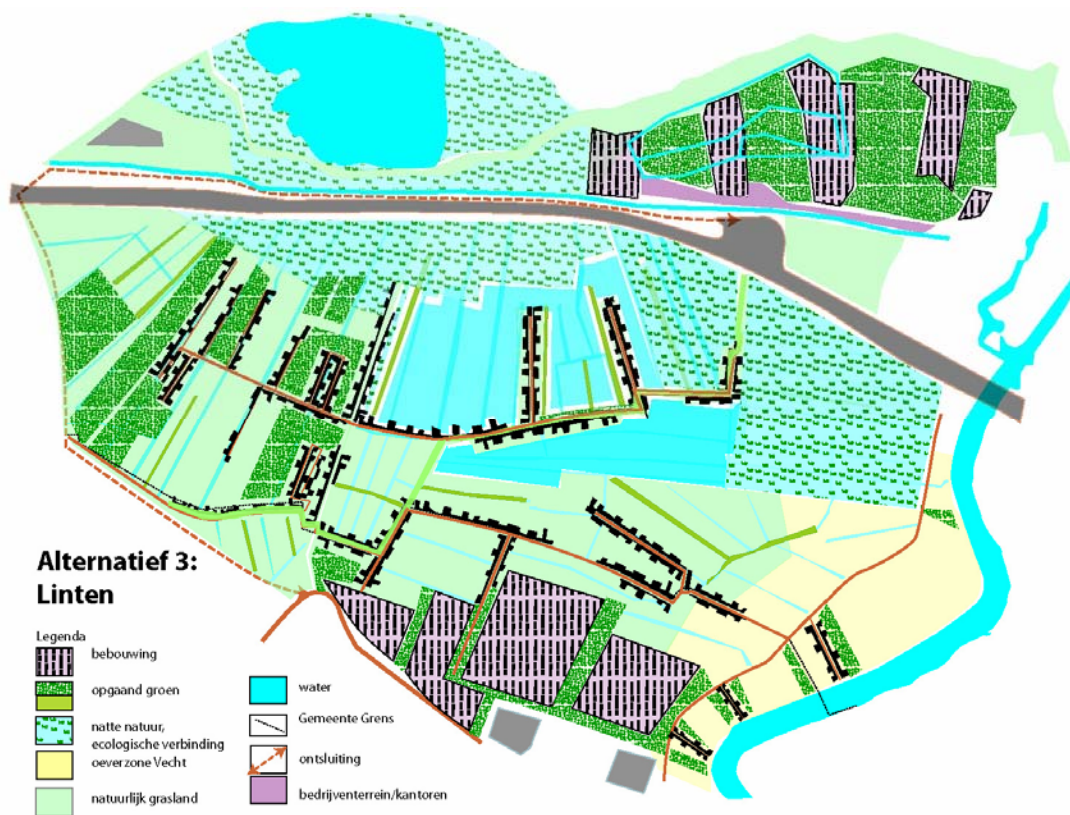 Alternatief 3:
Linten
Legenda
bebouwing
opgaand groen
natte natuur,
ecologische verbinding
oeverzone Vecht
natuurlijk grasland
water
Gemeente Grens
ontsluiting
bedrijventerrein/kantoren